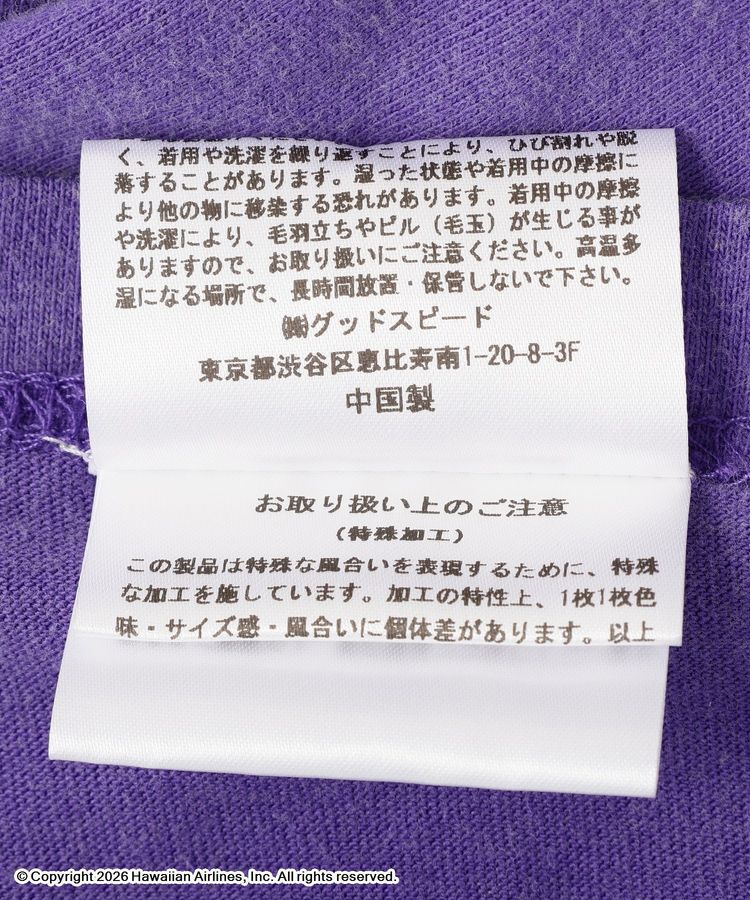 く、着用や洗濯を繰り返すことにより、ひび割れや脱
落することがあります。湿った状態や着用中の摩擦に
より他の物に移染する恐れがあります。着用中の摩擦
や洗濯により、毛羽立ちやピル（毛玉）が生じる事が
ありますので、お取り扱いにご注意ください。高温多
湿になる場所で、長時間放置・保管しないで下さい。
㈱グッドスピード
東京都渋谷区恵比寿南1-20-8-3F
中国製
お取り扱い上のご注意
(特殊加工)
この製品は特殊な風合いを表現するために、特殊
な加工を施しています。加工の特性上、1枚1枚色
味・サイズ感・風合いに個体差があります。以上
© Copyright 2026 Hawaiian Airlines, Inc. All rights reserved.